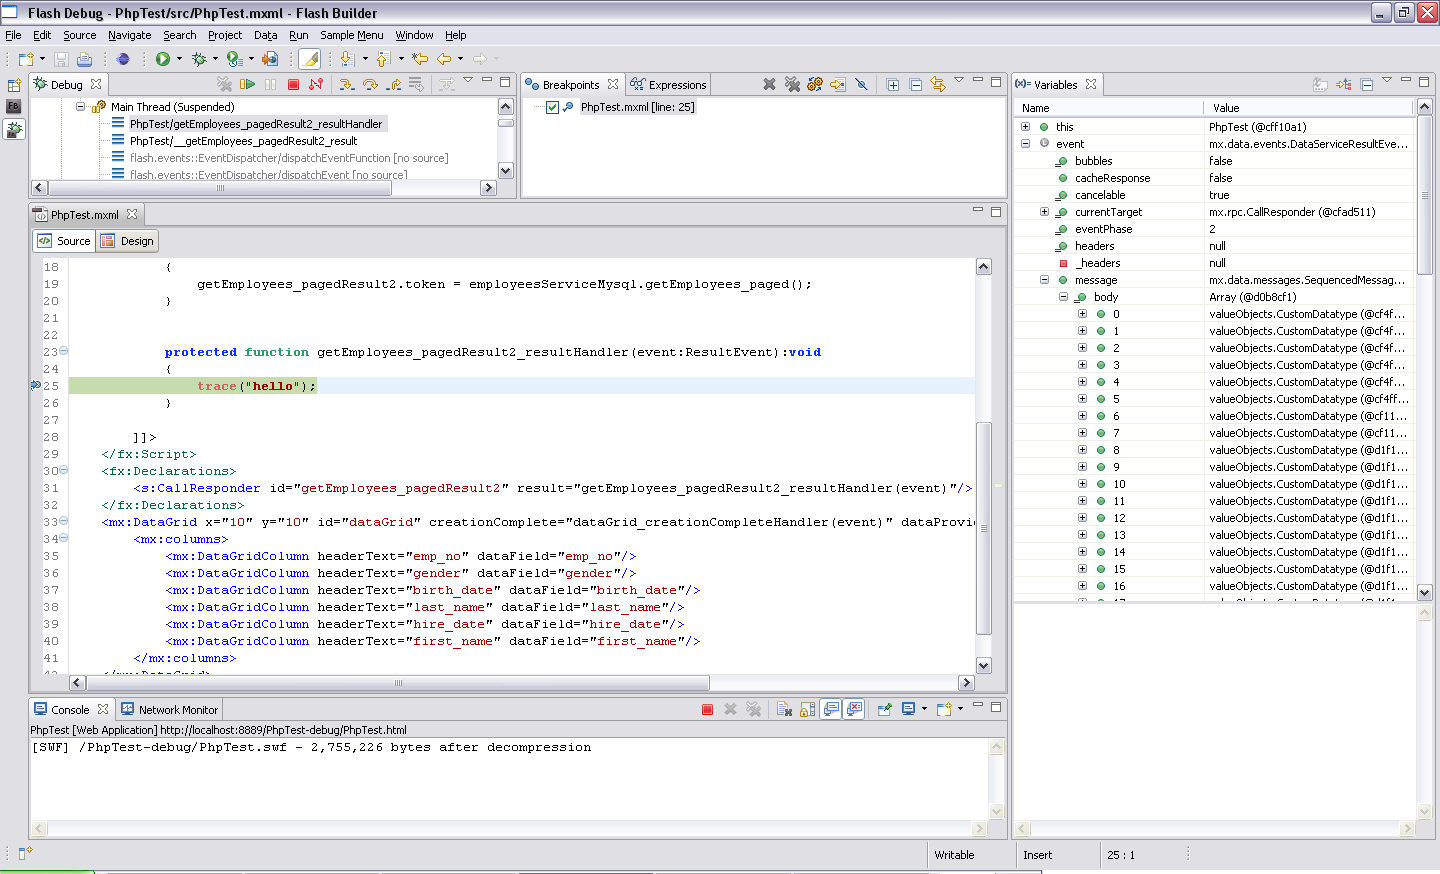 Flash Debug - PhpTest/src/PhpTest.mxml - Flash Builder
File Edit Source Navigate Search Project Data Run Sample Menu Window Help
Debug
Main Thread (Suspended)
PhpTest/getEmployees_pagedResult2_resultHandler
PhpTest/__getEmployees_pagedResult2_result
flash.events::EventDispatcher/dispatchEventFunction [no source]
flash.events::EventDispatcher/dispatchEvent [no source]
Breakpoints Expressions
PhpTest.mxml [line: 25]
PhpTest.mxml
Source Design
18 {
19 getEmployees_pagedResult2.token = employeesServiceMysql.getEmployees_paged();
20 }
21
22
23 protected function getEmployees_pagedResult2_resultHandler(event:ResultEvent):void
24 {
25 trace("hello");
26 }
27
28 ]]>
29 </fx:Script>
30 <fx:Declarations>
31 <s:CallResponder id="getEmployees_pagedResult2" result="getEmployees_pagedResult2_resultHandler(event)"/>
32 </fx:Declarations>
33 <mx:DataGrid x="10" y="10" id="dataGrid" creationComplete="dataGrid_creationCompleteHandler(event)" dataProvi
34 <mx:columns>
35 <mx:DataGridColumn headerText="emp_no" dataField="emp_no"/>
36 <mx:DataGridColumn headerText="gender" dataField="gender"/>
37 <mx:DataGridColumn headerText="birth_date" dataField="birth_date"/>
38 <mx:DataGridColumn headerText="last_name" dataField="last_name"/>
39 <mx:DataGridColumn headerText="hire_date" dataField="hire_date"/>
40 <mx:DataGridColumn headerText="first_name" dataField="first_name"/>
41 </mx:columns>
42 </mx:DataGrid>
Console Network Monitor
PhpTest [Web Application] http://localhost:8889/PhpTest-debug/PhpTest.html
[SWF] /PhpTest-debug/PhpTest.swf - 2,755,226 bytes after decompression
Variables
Name Value
this PhpTest (@cff10a1)
event mx.data.events.DataServiceResultEve...
bubbles false
cacheResponse false
cancelable true
currentTarget mx.rpc.CallResponder (@cfad511)
eventPhase 2
headers null
_headers null
message mx.data.messages.SequencedMessag...
body Array (@d0b8cf1)
0 valueObjects.CustomDatatype (@cf4f...
1 valueObjects.CustomDatatype (@cf4f...
2 valueObjects.CustomDatatype (@cf4f...
3 valueObjects.CustomDatatype (@cf4f...
4 valueObjects.CustomDatatype (@cf4f...
5 valueObjects.CustomDatatype (@cf4ff...
6 valueObjects.CustomDatatype (@cf11...
7 valueObjects.CustomDatatype (@cf11...
8 valueObjects.CustomDatatype (@d1f1...
9 valueObjects.CustomDatatype (@d1f1...
10 valueObjects.CustomDatatype (@d1f1...
11 valueObjects.CustomDatatype (@d1f1...
12 valueObjects.CustomDatatype (@d1f1...
13 valueObjects.CustomDatatype (@d1f1...
14 valueObjects.CustomDatatype (@d1f1...
15 valueObjects.CustomDatatype (@d1f1...
16 valueObjects.CustomDatatype (@d1f1...
Writable Insert 25 : 1